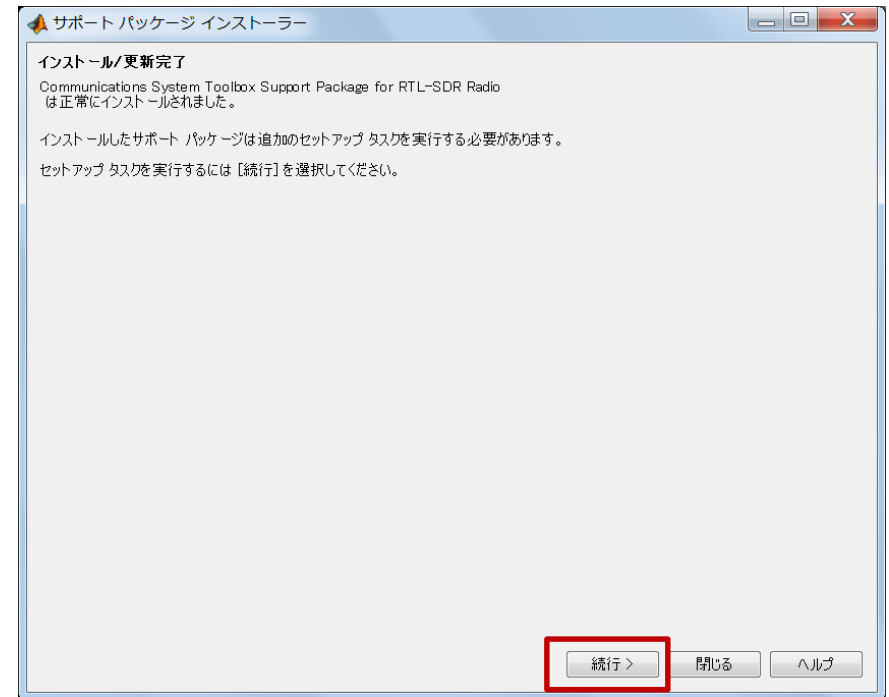 サポート パッケージ インストーラー
インストール/更新完了
Communications System Toolbox Support Package for RTL-SDR Radio
は正常にインストールされました。
インストールしたサポート パッケージは追加のセットアップ タスクを実行する必要があります。
セットアップ タスクを実行するには [続行] を選択してください。
続行 >
閉じる
ヘルプ